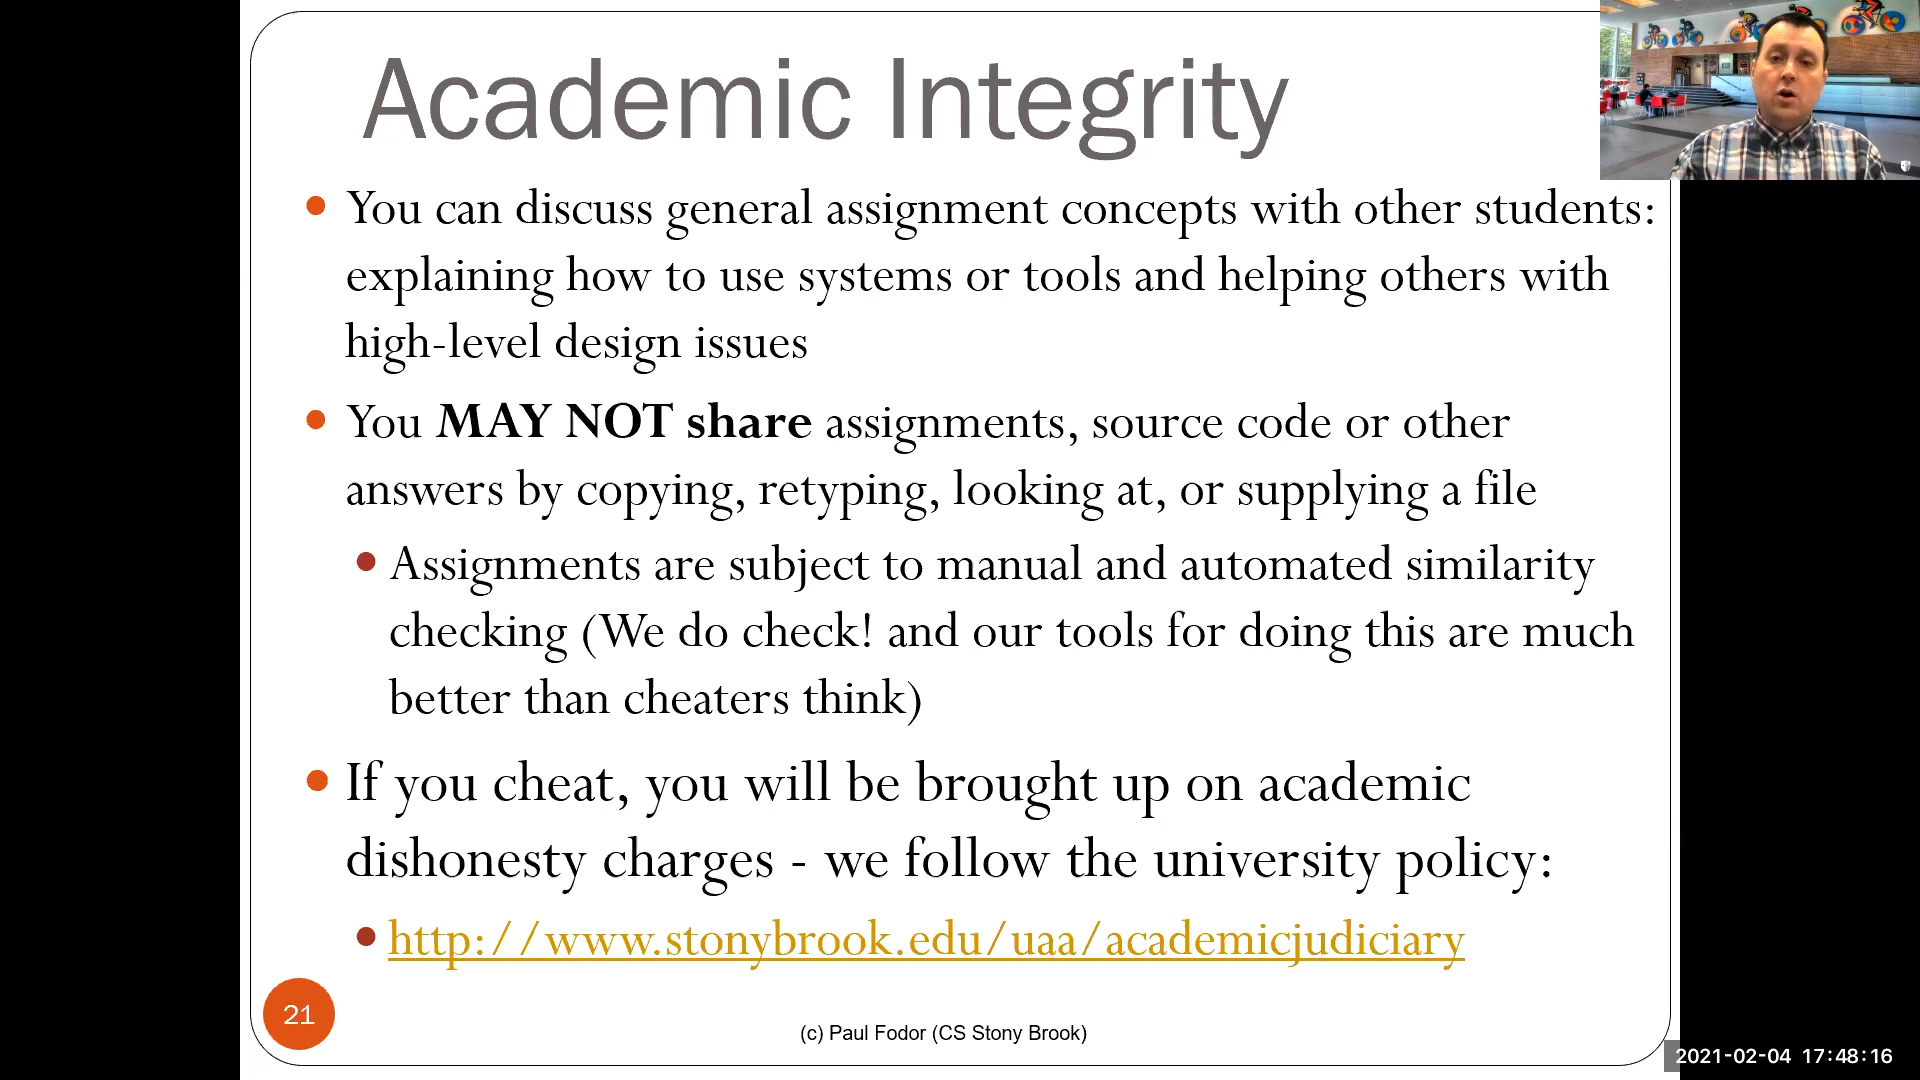 Academic Integrity
You can discuss general assignment concepts with other students:
explaining how to use systems or tools and helping others with
high-level design issues
You MAY NOT share assignments, source code or other
answers by copying, retyping, looking at, or supplying a file
Assignments are subject to manual and automated similarity
checking (We do check! and our tools for doing this are much
better than cheaters think)
If you cheat, you will be brought up on academic
dishonesty charges - we follow the university policy:
http://www.stonybrook.edu/uaa/academicjudiciary
21
(c) Paul Fodor (CS Stony Brook)
2021-02-04 17:48:16